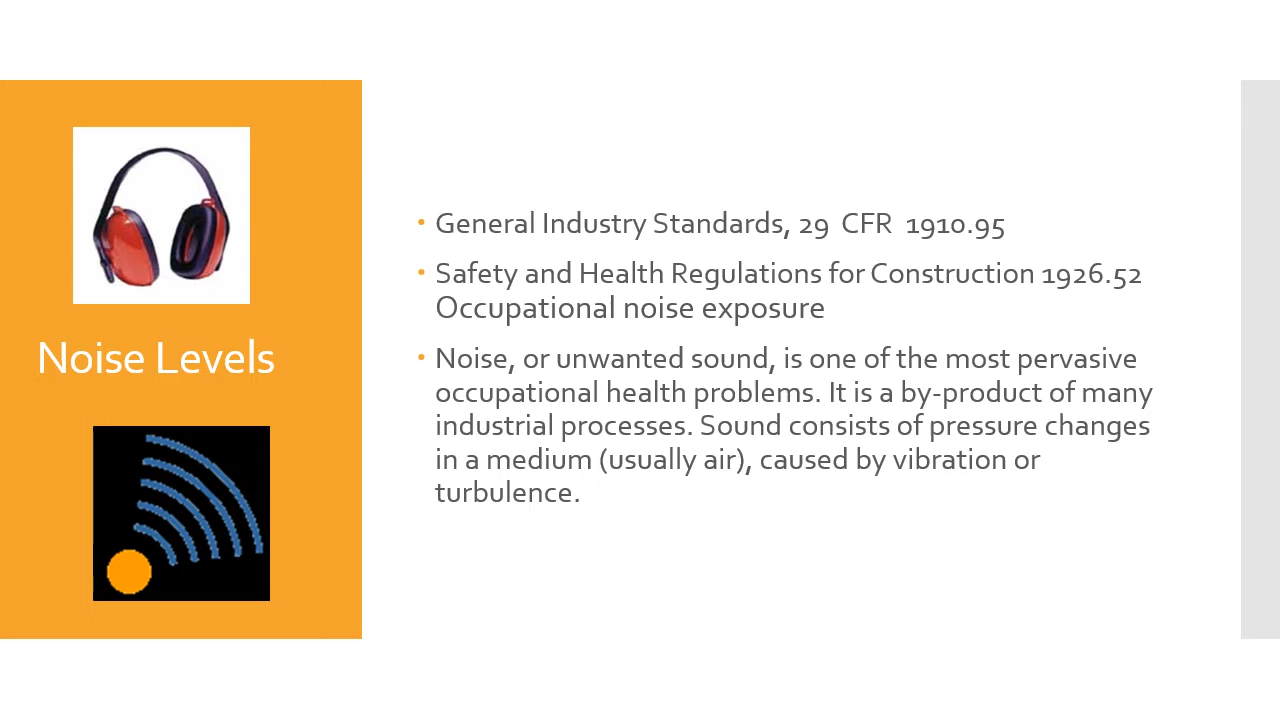 Noise Levels
• General Industry Standards, 29  CFR  1910.95
• Safety and Health Regulations for Construction 1926.52
Occupational noise exposure
• Noise, or unwanted sound, is one of the most pervasive
occupational health problems. It is a by-product of many
industrial processes. Sound consists of pressure changes
in a medium (usually air), caused by vibration or
turbulence.